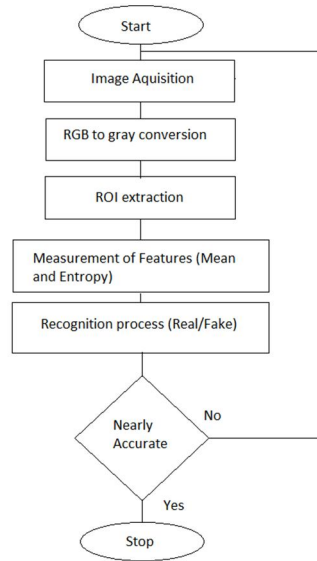 Start
Image Aquisition
RGB to gray conversion
ROI extraction
Measurement of Features (Mean
and Entropy)
Recognition process (Real/Fake)
Nearly
Accurate
No
Yes
Stop